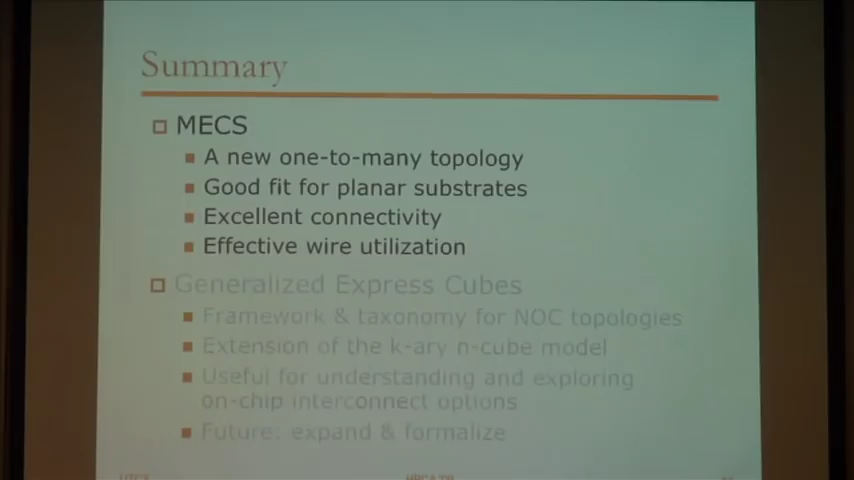 Summary
MECS
A new one-to-many topology
Good fit for planar substrates
Excellent connectivity
Effective wire utilization
Generalized Express Cubes
Framework & taxonomy for NOC topologies
Extension of the k-ary n-cube model
Useful for understanding and exploring
on-chip interconnect options
Future: expand & formalize